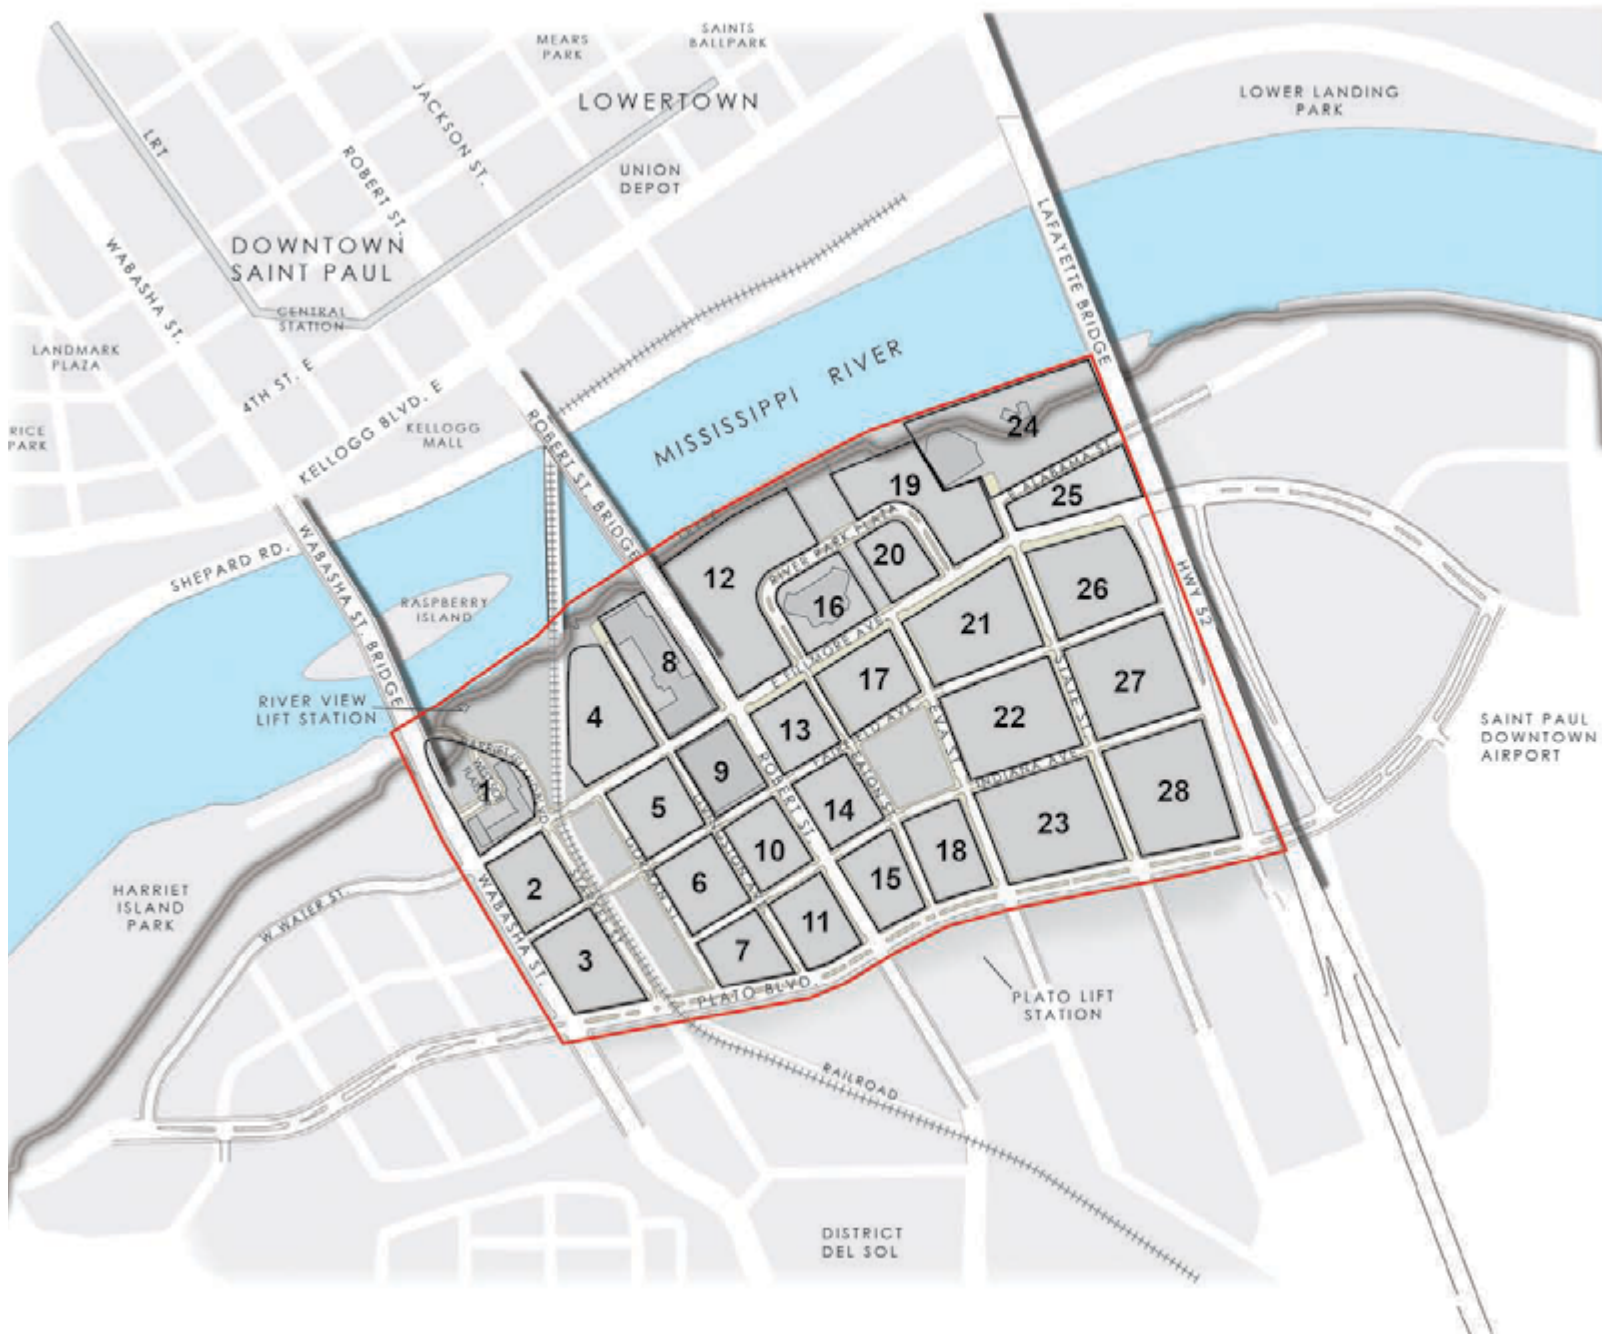 MEARS
PARK
SAINTS
BALLPARK
LOWERTOWN
LOWER LANDING
PARK
JACKSON ST.
LRT
ROBERT ST.
UNION
DEPOT
LAFAYETTE BRIDGE
DOWNTOWN
SAINT PAUL
WABASHA ST.
CENTRAL
STATION
LANDMARK
PLAZA
4TH ST. E
KELLOGG BLVD. E
RICE
PARK
KELLOGG
MALL
MISSISSIPPI RIVER
ROBERT ST. BRIDGE
SHEPARD RD.
WABASHA ST. BRIDGE
RASPBERRY
ISLAND
RIVER VIEW
LIFT STATION
24
E ALABAMA ST.
25
19
RIVER PARK PLAZA
20
12
16
E FILLMORE AVE
26
HWY 52
21
8
17
STATE ST.
27
4
13
FAIRFIELD AVE
EVA ST.
22
SAINT PAUL
DOWNTOWN
AIRPORT
9
ROBERT ST.
INDIANA AVE
1
5
14
28
23
10
18
2
6
15
HARRIET
ISLAND
PARK
W WATER ST.
WABASHA ST.
11
7
3
PLATO BLVD.
PLATO LIFT
STATION
RAILROAD
DISTRICT
DEL SOL